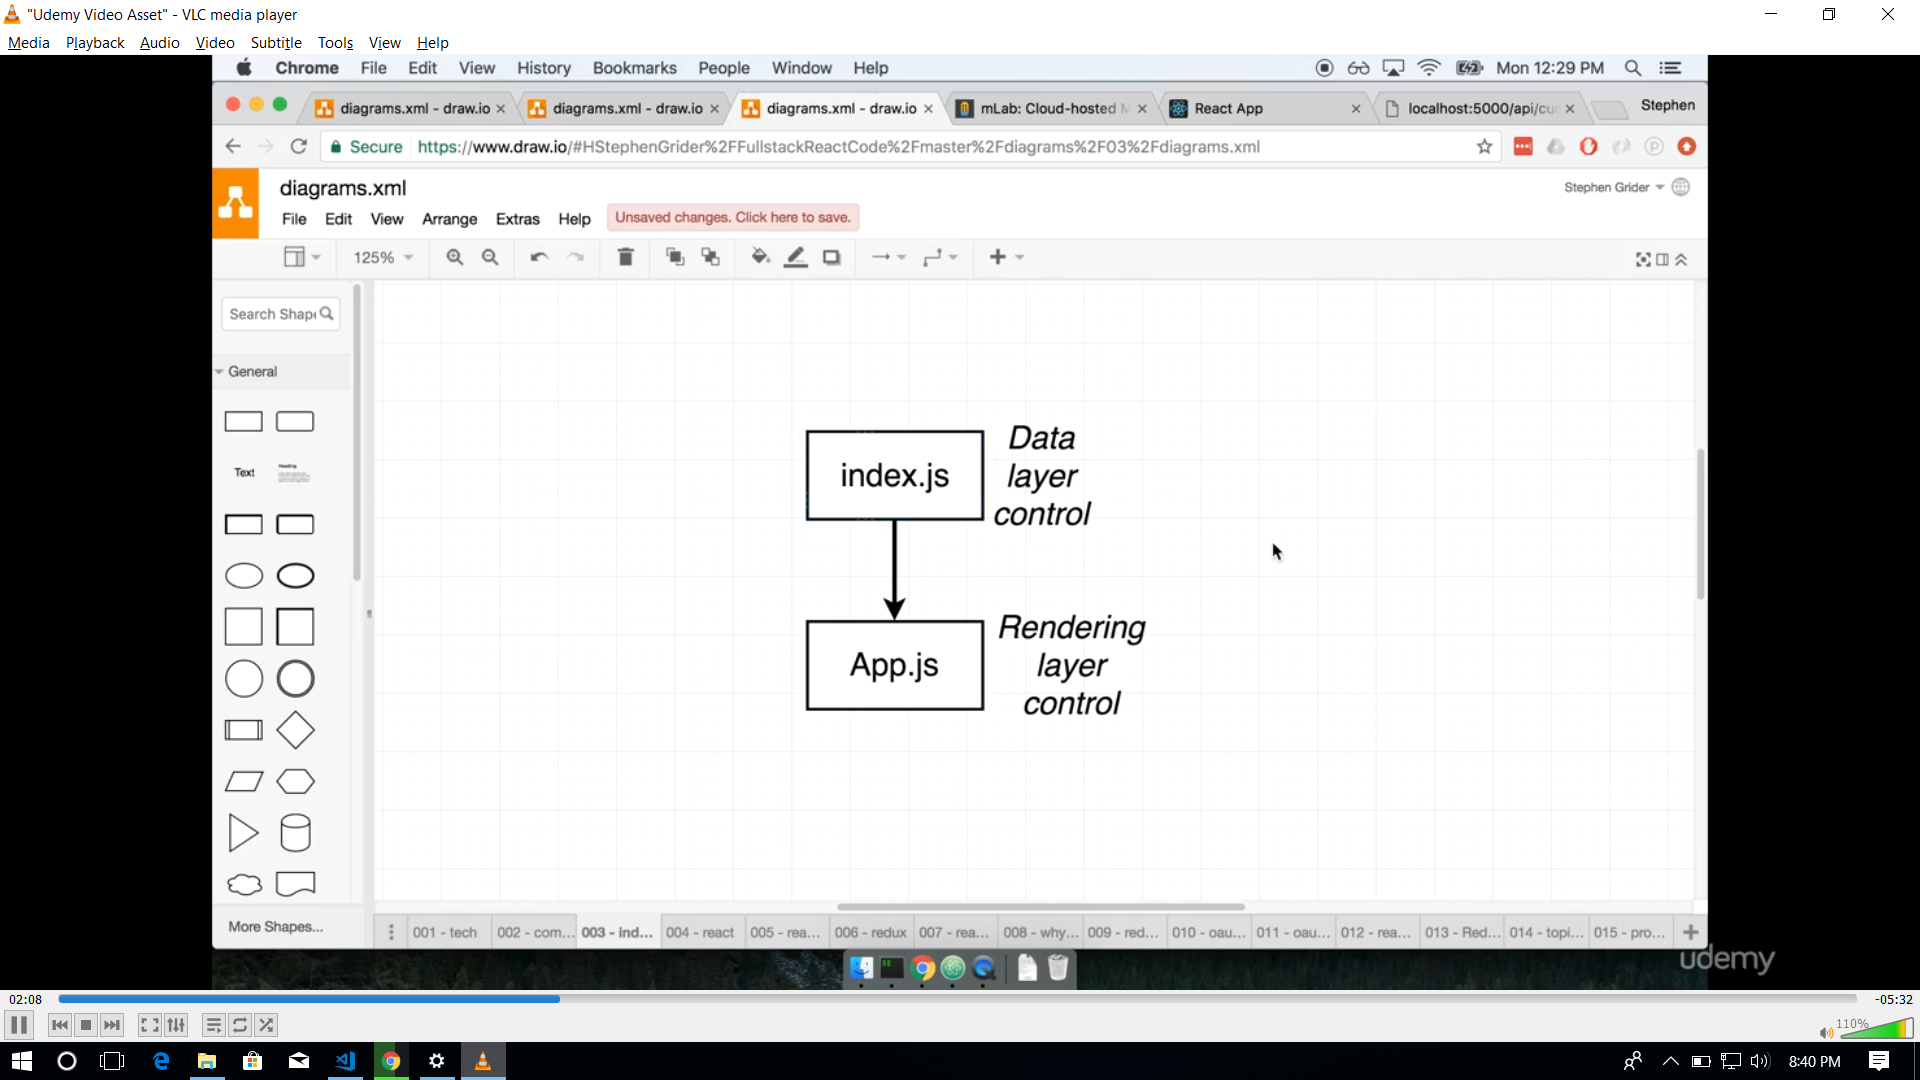 "Udemy Video Asset" - VLC media player
Media Playback Audio Video Subtitle Tools View Help
Chrome File Edit View History Bookmarks People Window Help Mon 12:29 PM
diagrams.xml - draw.io diagrams.xml - draw.io diagrams.xml - draw.io mLab: Cloud-hosted M React App localhost:5000/api/cu Stephen
Secure https://www.draw.io/#HStephenGrider%2FFullstackReactCode%2Fmaster%2Fdiagrams%2F03%2Fdiagrams.xml
diagrams.xml
Stephen Grider
File Edit View Arrange Extras Help Unsaved changes. Click here to save.
125%
Search Shap
General
Text Heading
index.js
Data
layer
control
App.js
Rendering
layer
control
More Shapes...
001 - tech 002 - com... 003 - ind... 004 - react 005 - rea... 006 - redux 007 - rea... 008 - why... 009 - red... 010 - oau... 011 - oau... 012 - rea... 013 - Red... 014 - topi... 015 - pro...
udemy
02:08 -05:32
110%
8:40 PM